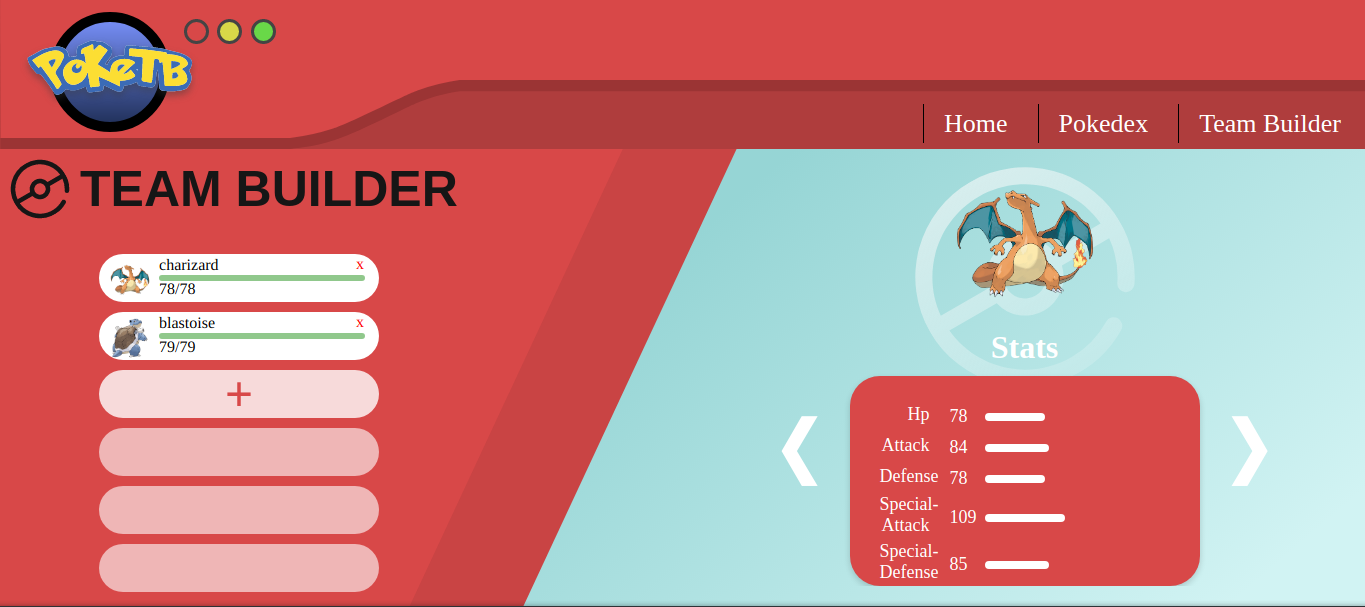 POKETB
Home
Pokedex
Team Builder
TEAM BUILDER
charizard x
78/78
blastoise x
79/79
+
Stats
Hp 78
Attack 84
Defense 78
Special-
Attack 109
Special-
Defense 85